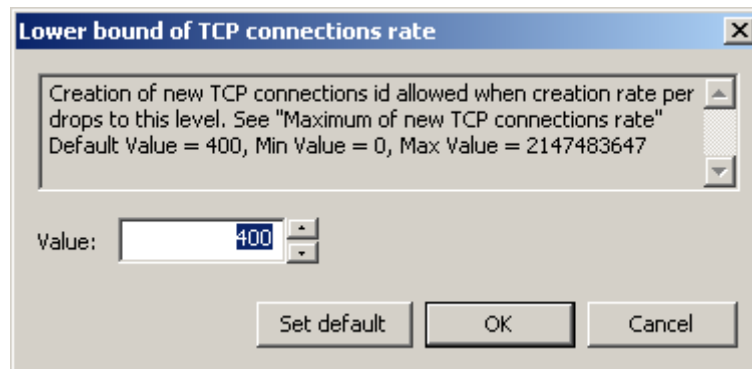 Lower bound of TCP connections rate
Creation of new TCP connections id allowed when creation rate per
drops to this level. See "Maximum of new TCP connections rate"
Default Value = 400, Min Value = 0, Max Value = 2147483647
Value: 400
Set default OK Cancel